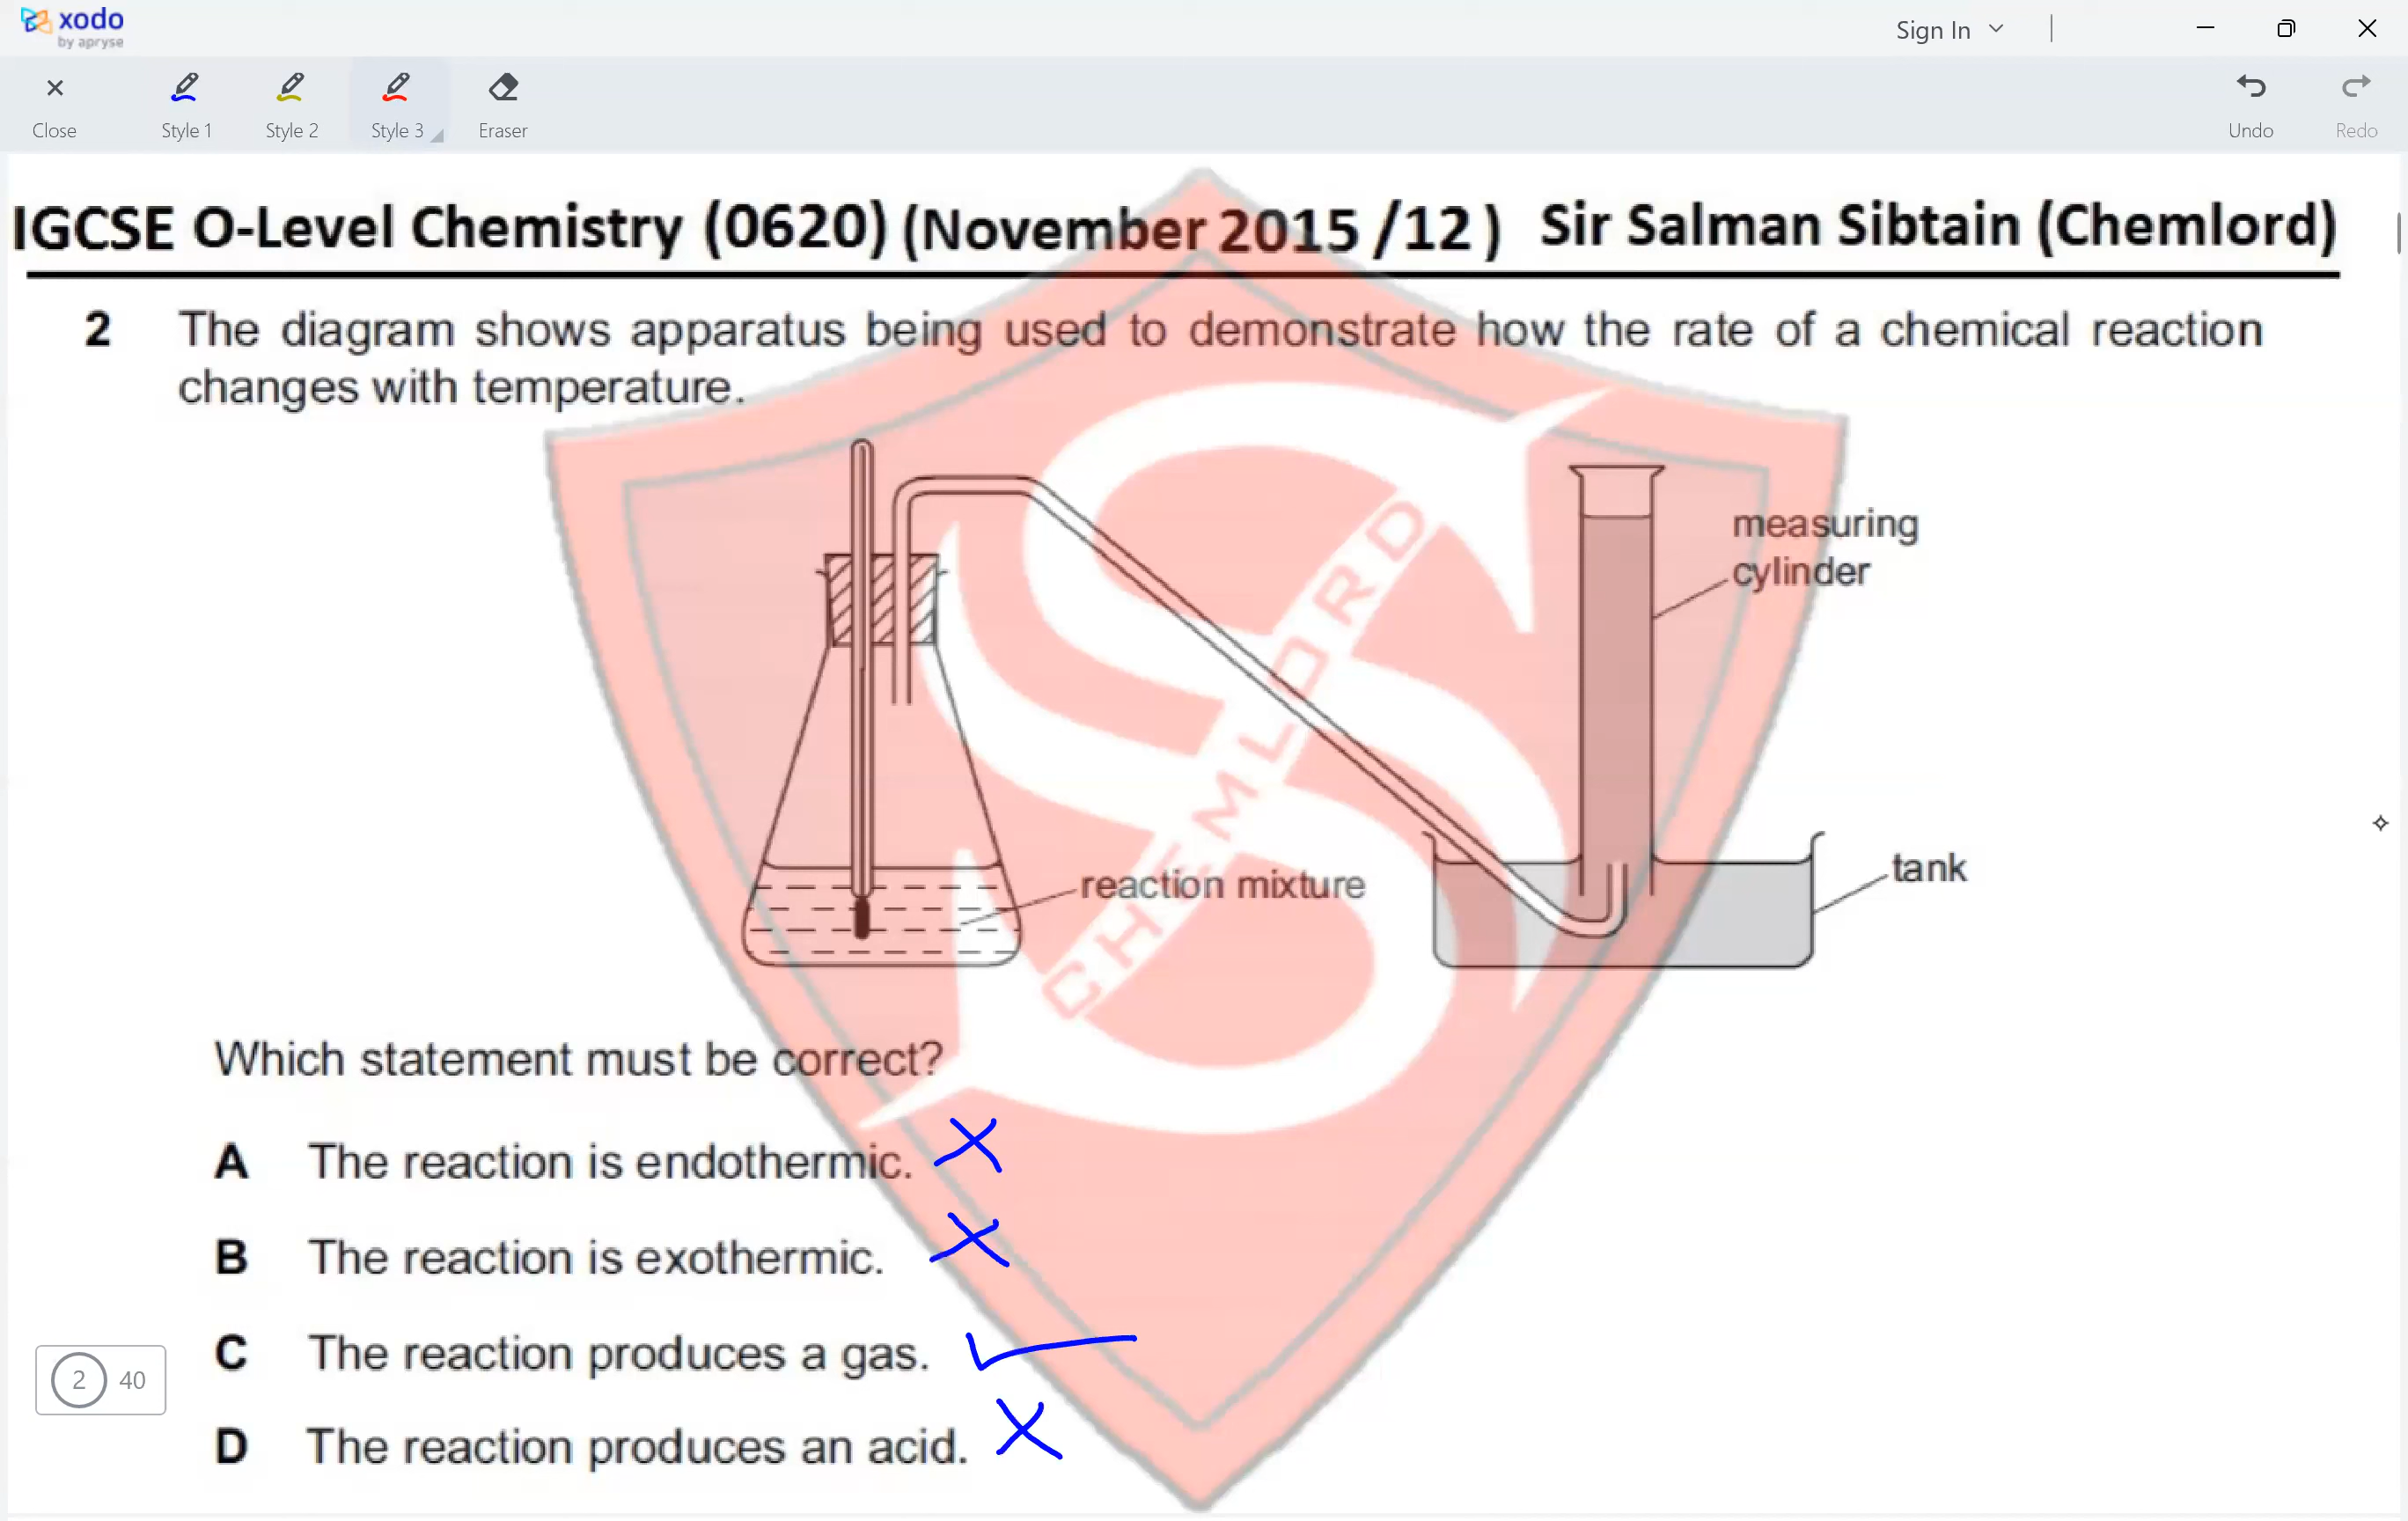 xodo
by apryse
Sign In
Close
Style 1
Style 2
Style 3
Eraser
Undo
Redo
IGCSE O-Level Chemistry (0620) (November 2015 /12 ) Sir Salman Sibtain (Chemlord)
2 The diagram shows apparatus being used to demonstrate how the rate of a chemical reaction
changes with temperature.
measuring
cylinder
reaction mixture
tank
CHEMLORD
Which statement must be correct?
A The reaction is endothermic.
B The reaction is exothermic.
C The reaction produces a gas.
D The reaction produces an acid.
2 40